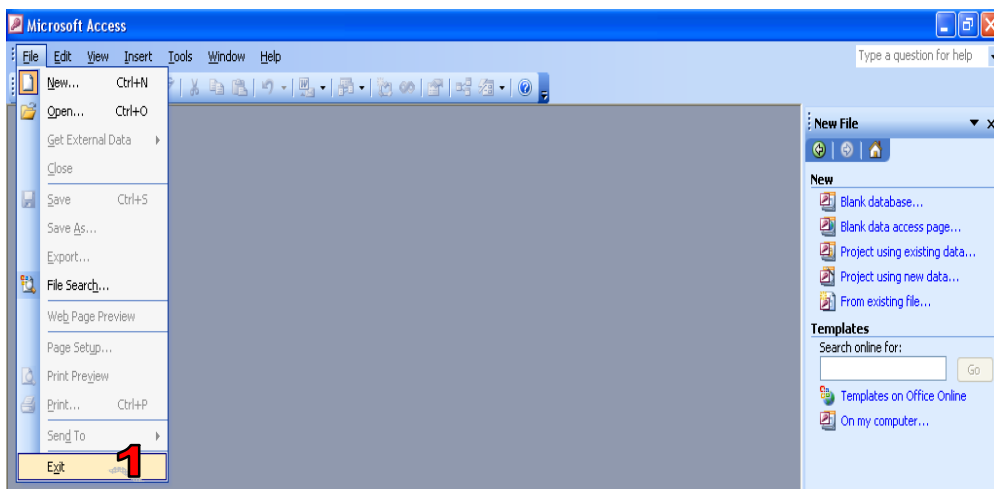 Microsoft Access
File Edit View Insert Tools Window Help
Type a question for help
New... Ctrl+N
Open... Ctrl+O
Get External Data
Close
Save Ctrl+S
Save As...
Export...
File Search...
Web Page Preview
Page Setup...
Print Preview
Print... Ctrl+P
Send To
Exit
1
New File
New
Blank database...
Blank data access page...
Project using existing data...
Project using new data...
From existing file...
Templates
Search online for:
Go
Templates on Office Online
On my computer...